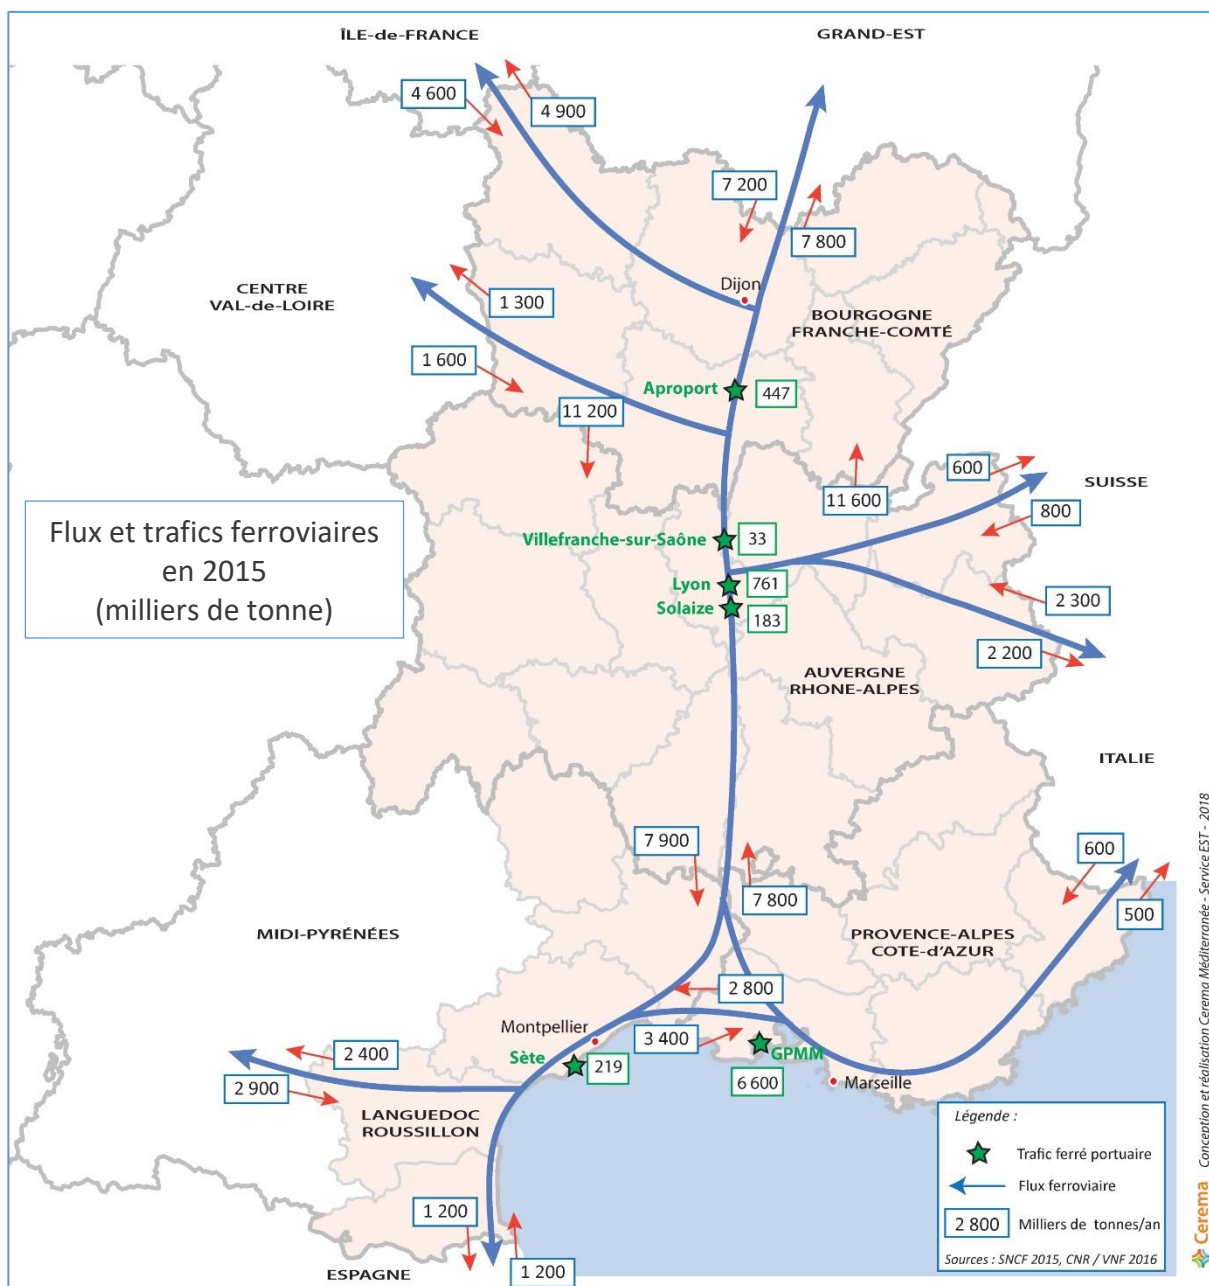 ÎLE-de-FRANCE
GRAND-EST
4 600
4 900
7 200
7 800
CENTRE
VAL-de-LOIRE
1 300
Dijon
BOURGOGNE
FRANCHE-COMTÉ
1 600
Aproport
447
11 200
600
SUISSE
11 600
800
Flux et trafics ferroviaires
en 2015
(milliers de tonne)
Villefranche-sur-Saône
33
Lyon
761
Solaize
183
2 300
2 200
AUVERGNE
RHONE-ALPES
ITALIE
7 900
7 800
600
500
MIDI-PYRÉNÉES
PROVENCE-ALPES
COTE-d'AZUR
2 800
Montpellier
3 400
GPMM
Sète
219
6 600
Marseille
2 400
2 900
LANGUEDOC
ROUSSILLON
1 200
1 200
ESPAGNE
Légende :
Trafic ferré portuaire
Flux ferroviaire
2 800 Milliers de tonnes/an
Sources : SNCF 2015, CNR / VNF 2016
Cerema Conception et réalisation Cerema Méditerranée - Service EST - 2018